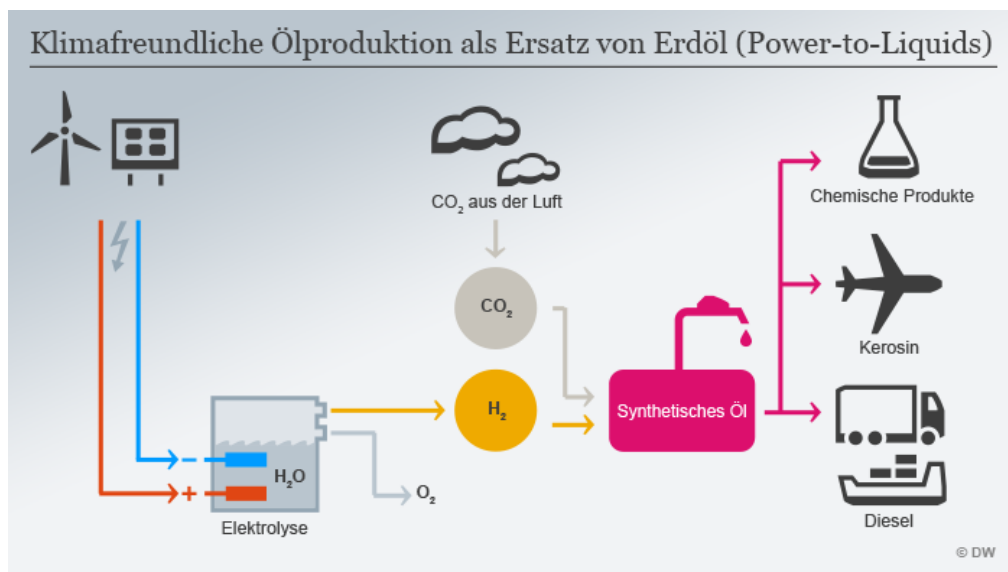 Klimafreundliche Ölproduktion als Ersatz von Erdöl (Power-to-Liquids)
CO₂ aus der Luft
Chemische Produkte
CO₂
Kerosin
H₂
Synthetisches Öl
−
H₂O
+
O₂
Elektrolyse
Diesel
© DW